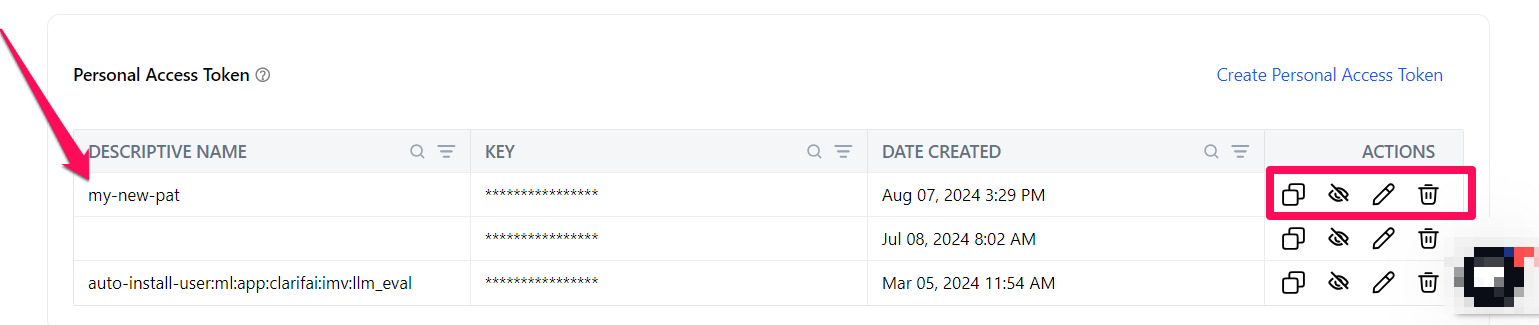 Personal Access Token
Create Personal Access Token
DESCRIPTIVE NAME KEY DATE CREATED ACTIONS
my-new-pat **************** Aug 07, 2024 3:29 PM
**************** Jul 08, 2024 8:02 AM
auto-install-user:ml:app:clarifai:imv:llm_eval **************** Mar 05, 2024 11:54 AM